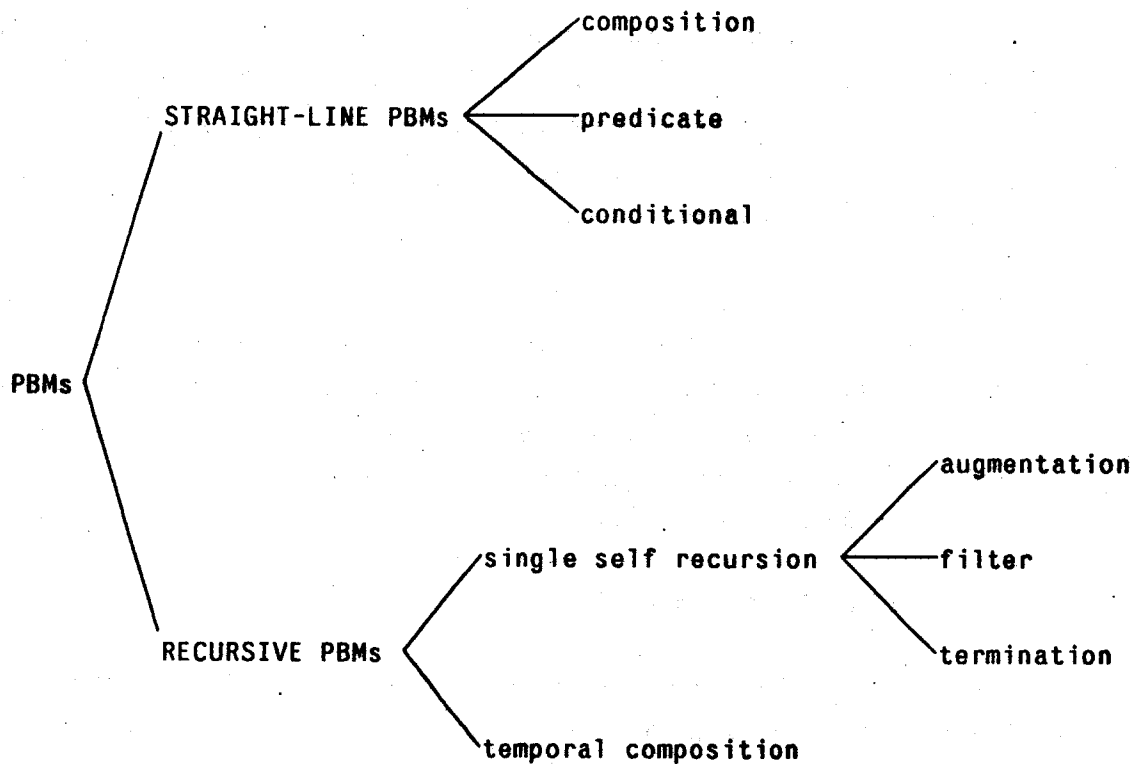 composition
STRAIGHT-LINE PBMs
predicate
conditional
PBMs
augmentation
single self recursion
filter
RECURSIVE PBMs
termination
temporal composition